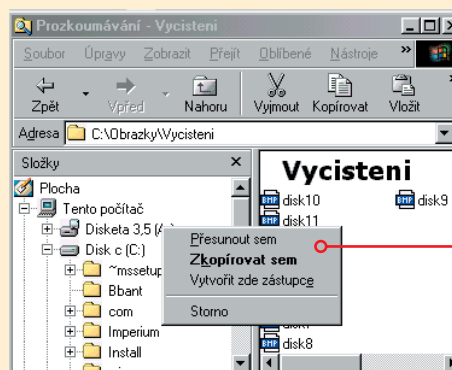 Prozkoumávání - Vycisteni
Soubor Úpravy Zobrazit Přejít Oblíbené Nástroje »
Zpět Vpřed Nahoru Vyjmout Kopírovat Vložit
Adresa C:\Obrazky\Vycisteni
Složky
Vycisteni
Plocha
Tento počítač
Disketa 3,5
Disk c (C:)
~mssetup
Bbant
com
Imperium
Install
disk10
disk9
disk11
Přesunout sem
Zkopírovat sem
Vytvořit zde zástupce
Storno
disk8